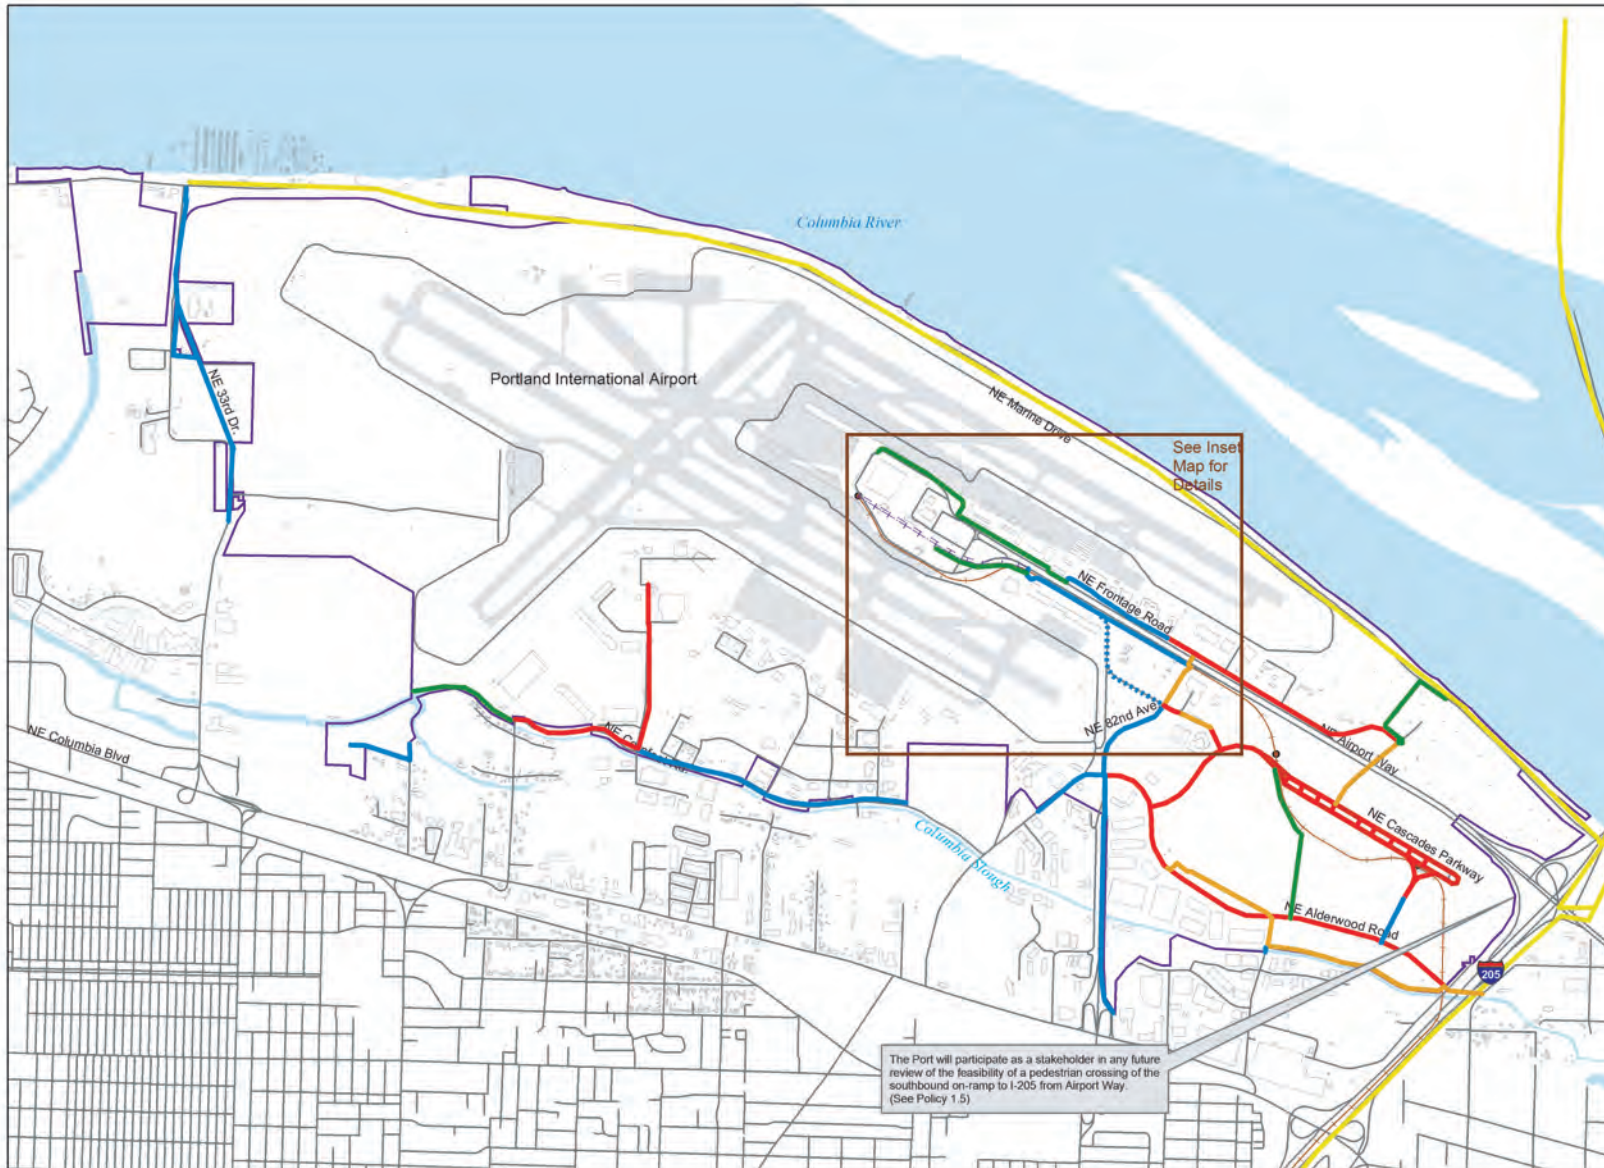 Columbia River
Portland International Airport
NE Marine Drive
See Inset
Map for
Details
NE 33rd Dr.
NE Frontage Road
NE 82nd Ave.
NE Airport Way
NE Columbia Blvd
NE Cascades Parkway
Columbia Slough
NE Alderwood Road
205
The Port will participate as a stakeholder in any future
review of the feasibility of a pedestrian crossing of the
southbound on-ramp to I-205 from Airport Way.
(See Policy 1.5)